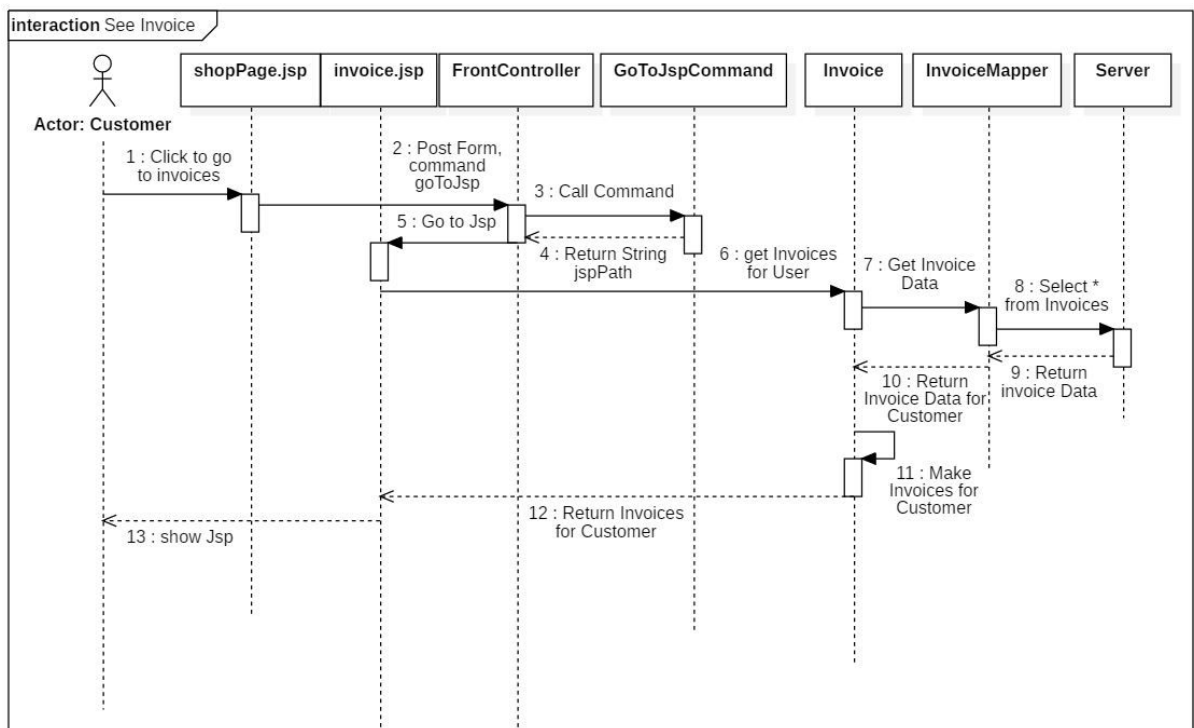 interaction See Invoice
shopPage.jsp
invoice.jsp
FrontController
GoToJspCommand
Invoice
InvoiceMapper
Server
Actor: Customer
1 : Click to go
to invoices
2 : Post Form,
command
goToJsp
3 : Call Command
4 : Return String
jspPath
5 : Go to Jsp
6 : get Invoices
for User
7 : Get Invoice
Data
8 : Select *
from Invoices
9 : Return
invoice Data
10 : Return
Invoice Data for
Customer
11 : Make
Invoices for
Customer
12 : Return Invoices
for Customer
13 : show Jsp